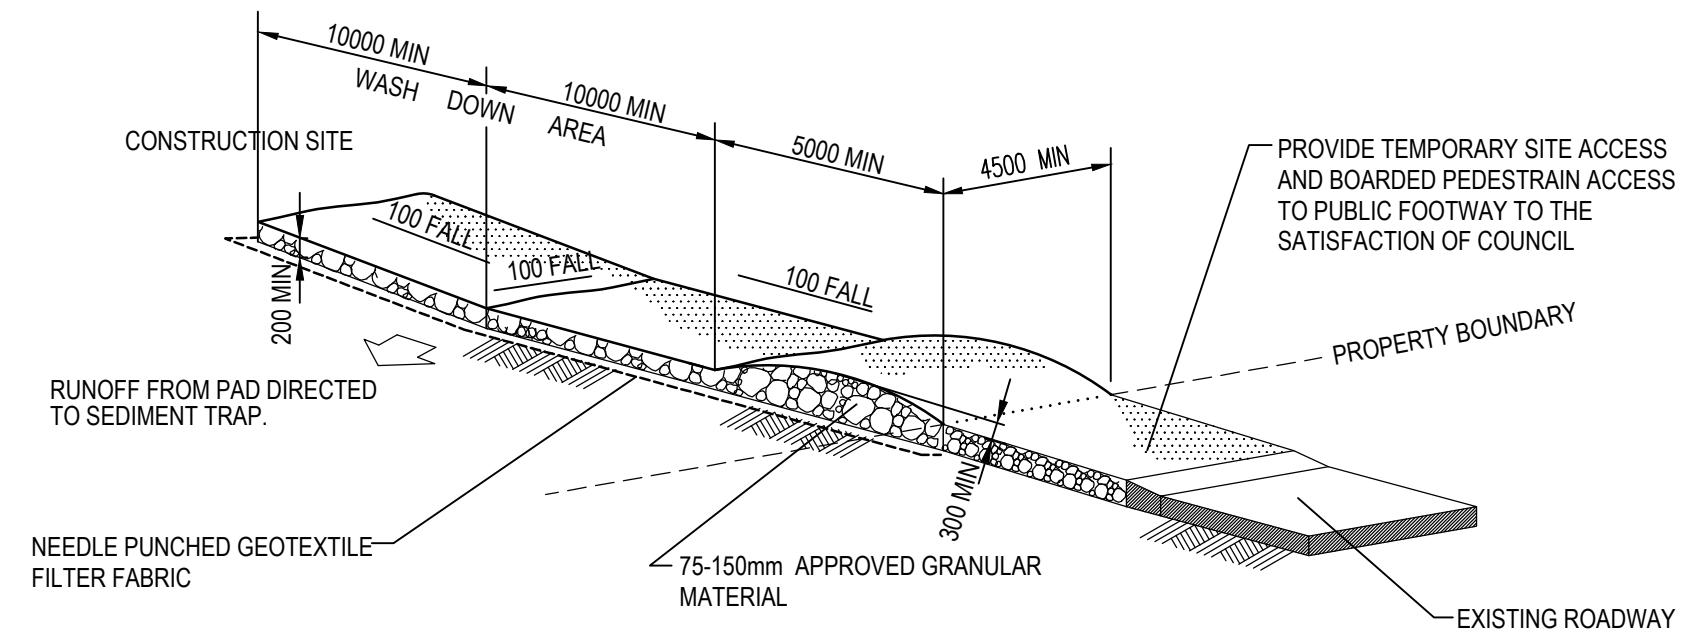 10000 MIN
WASH DOWN AREA
10000 MIN
5000 MIN
4500 MIN
CONSTRUCTION SITE
PROVIDE TEMPORARY SITE ACCESS
AND BOARDED PEDESTRAIN ACCESS
TO PUBLIC FOOTWAY TO THE
SATISFACTION OF COUNCIL
100 FALL
100 FALL
100 FALL
200 MIN
PROPERTY BOUNDARY
RUNOFF FROM PAD DIRECTED
TO SEDIMENT TRAP.
300 MIN
NEEDLE PUNCHED GEOTEXTILE
FILTER FABRIC
75-150mm APPROVED GRANULAR
MATERIAL
EXISTING ROADWAY